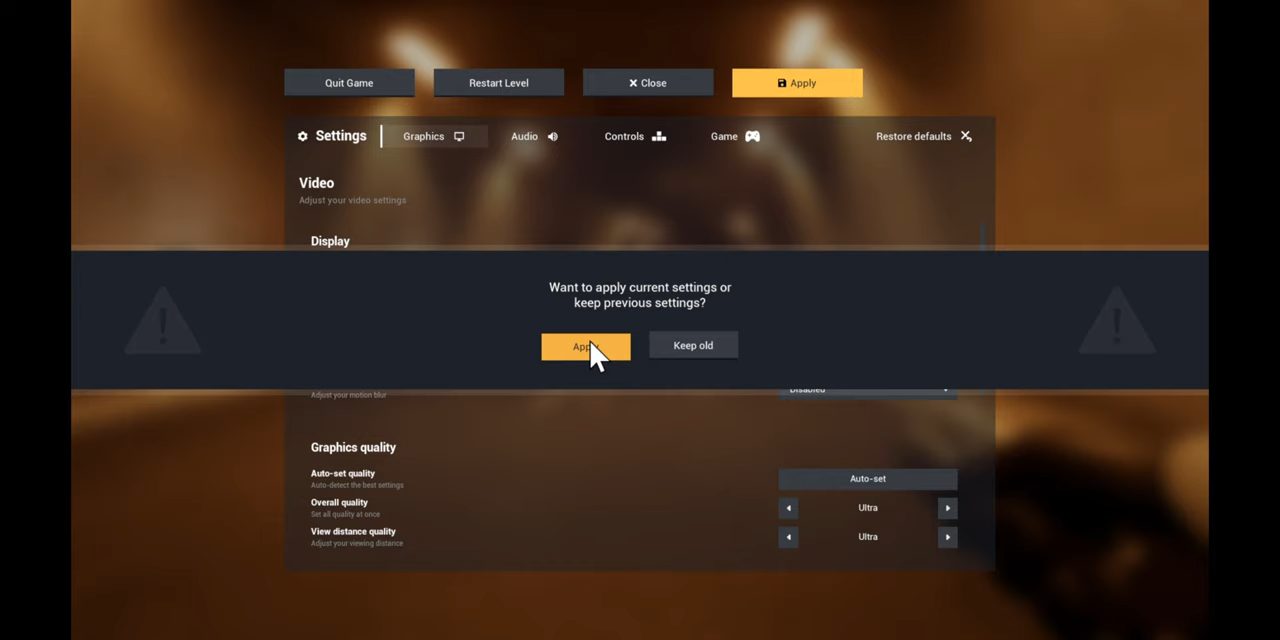 Quit Game
Restart Level
Close
Apply
Settings
Graphics
Audio
Controls
Game
Restore defaults
Video
Adjust your video settings
Display
Want to apply current settings or
keep previous settings?
Keep old
Disabled
Adjust your motion blur
Graphics quality
Auto-set quality
Auto-detect the best settings
Auto-set
Overall quality
Set all quality at once
Ultra
View distance quality
Adjust your viewing distance
Ultra